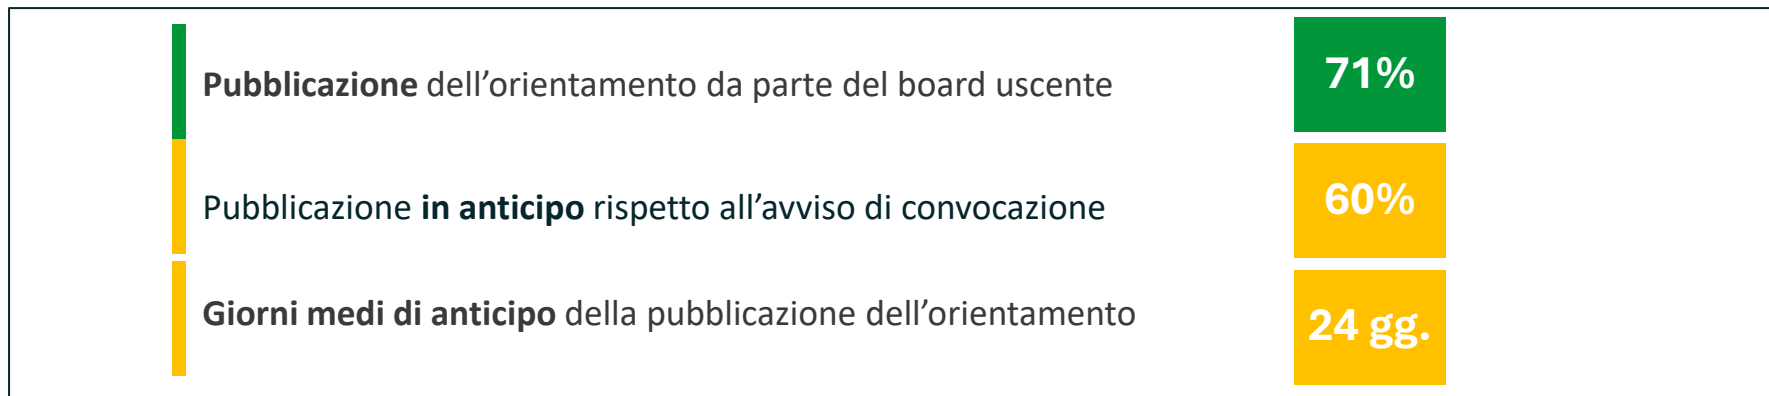 Pubblicazione dell’orientamento da parte del board uscente 71%
Pubblicazione in anticipo rispetto all’avviso di convocazione 60%
Giorni medi di anticipo della pubblicazione dell’orientamento 24 gg.